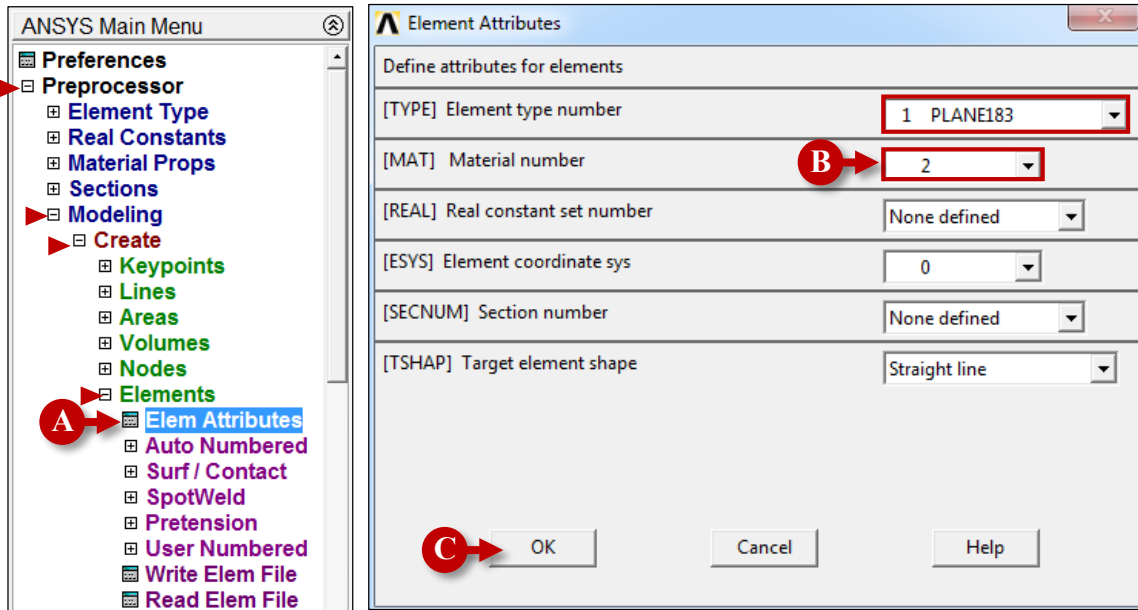 ANSYS Main Menu
Preferences
Preprocessor
Element Type
Real Constants
Material Props
Sections
Modeling
Create
Keypoints
Lines
Areas
Volumes
Nodes
Elements
A
Elem Attributes
Auto Numbered
Surf / Contact
SpotWeld
Pretension
User Numbered
Write Elem File
Read Elem File
Element Attributes
Define attributes for elements
[TYPE] Element type number 1 PLANE183
[MAT] Material number B 2
[REAL] Real constant set number None defined
[ESYS] Element coordinate sys 0
[SECNUM] Section number None defined
[TSHAP] Target element shape Straight line
C OK Cancel Help